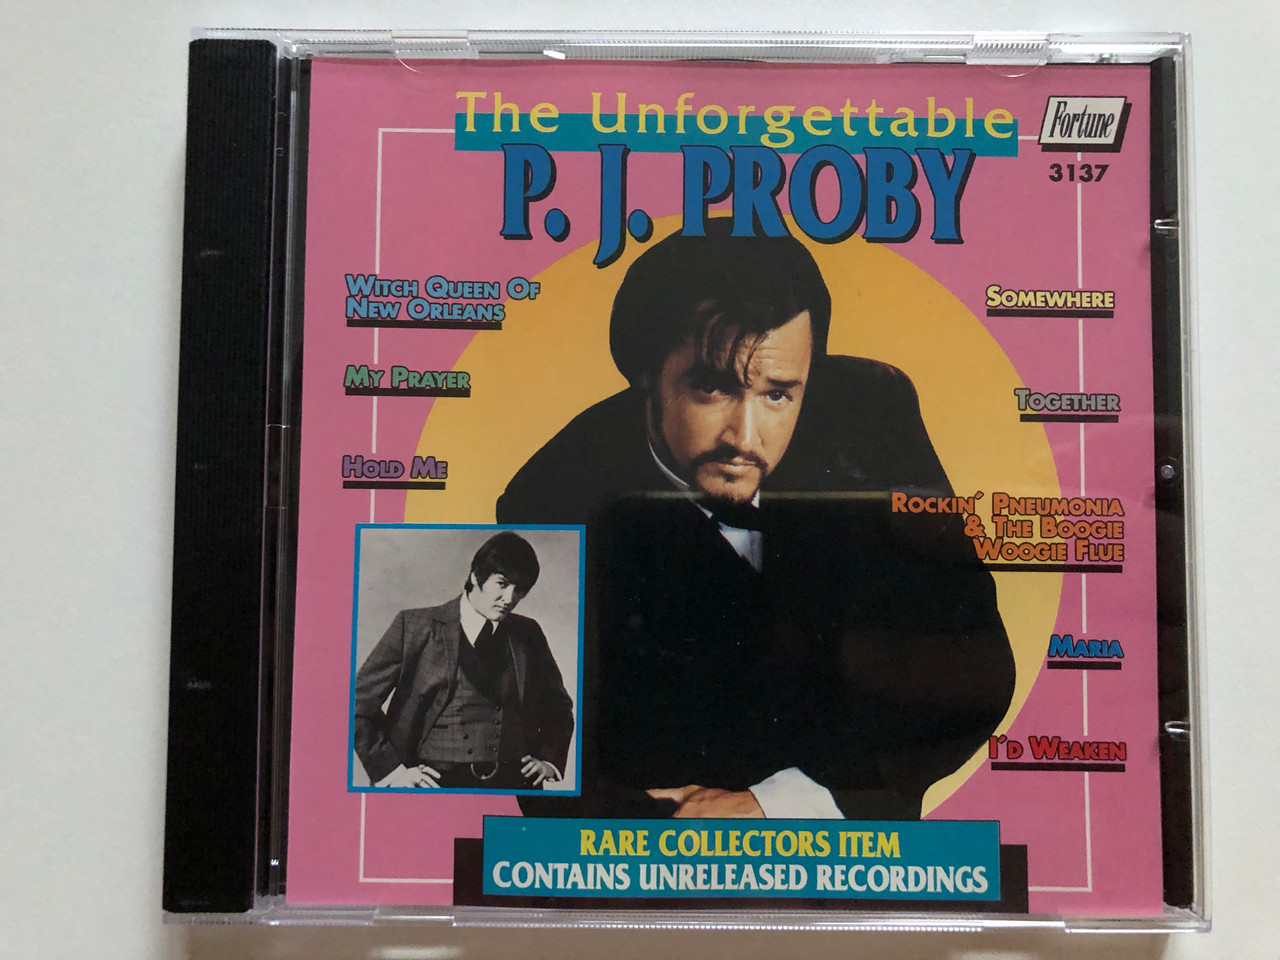 The Unforgettable
P. J. PROBY
Fortune
3137
WITCH QUEEN OF
NEW ORLEANS
MY PRAYER
HOLD ME
SOMEWHERE
TOGETHER
ROCKIN´ PNEUMONIA
& THE BOOGIE
WOOGIE FLUE
MARIA
I´D WEAKEN
RARE COLLECTORS ITEM
CONTAINS UNRELEASED RECORDINGS